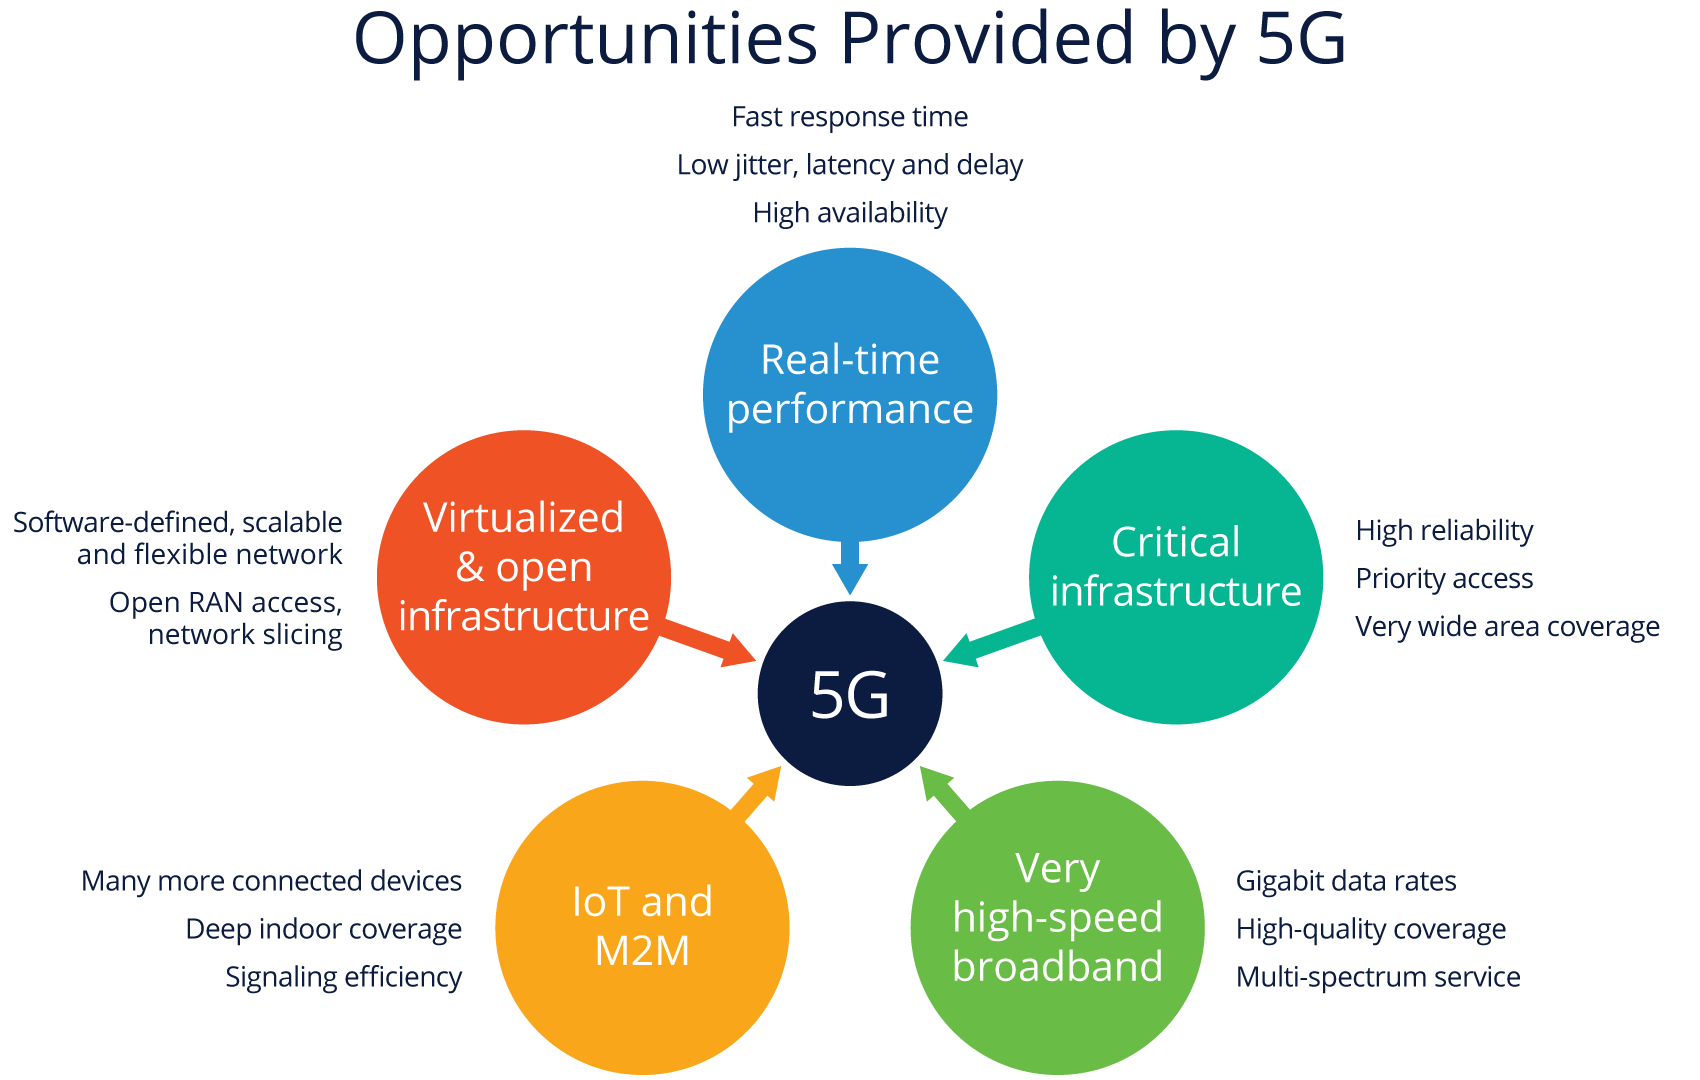 Opportunities Provided by 5G
Fast response time
Low jitter, latency and delay
High availability
Real-time
performance
Virtualized
& open
infrastructure
Software-defined, scalable
and flexible network
Open RAN access,
network slicing
Critical
infrastructure
High reliability
Priority access
Very wide area coverage
5G
Many more connected devices
Deep indoor coverage
Signaling efficiency
IoT and
M2M
Very
high-speed
broadband
Gigabit data rates
High-quality coverage
Multi-spectrum service